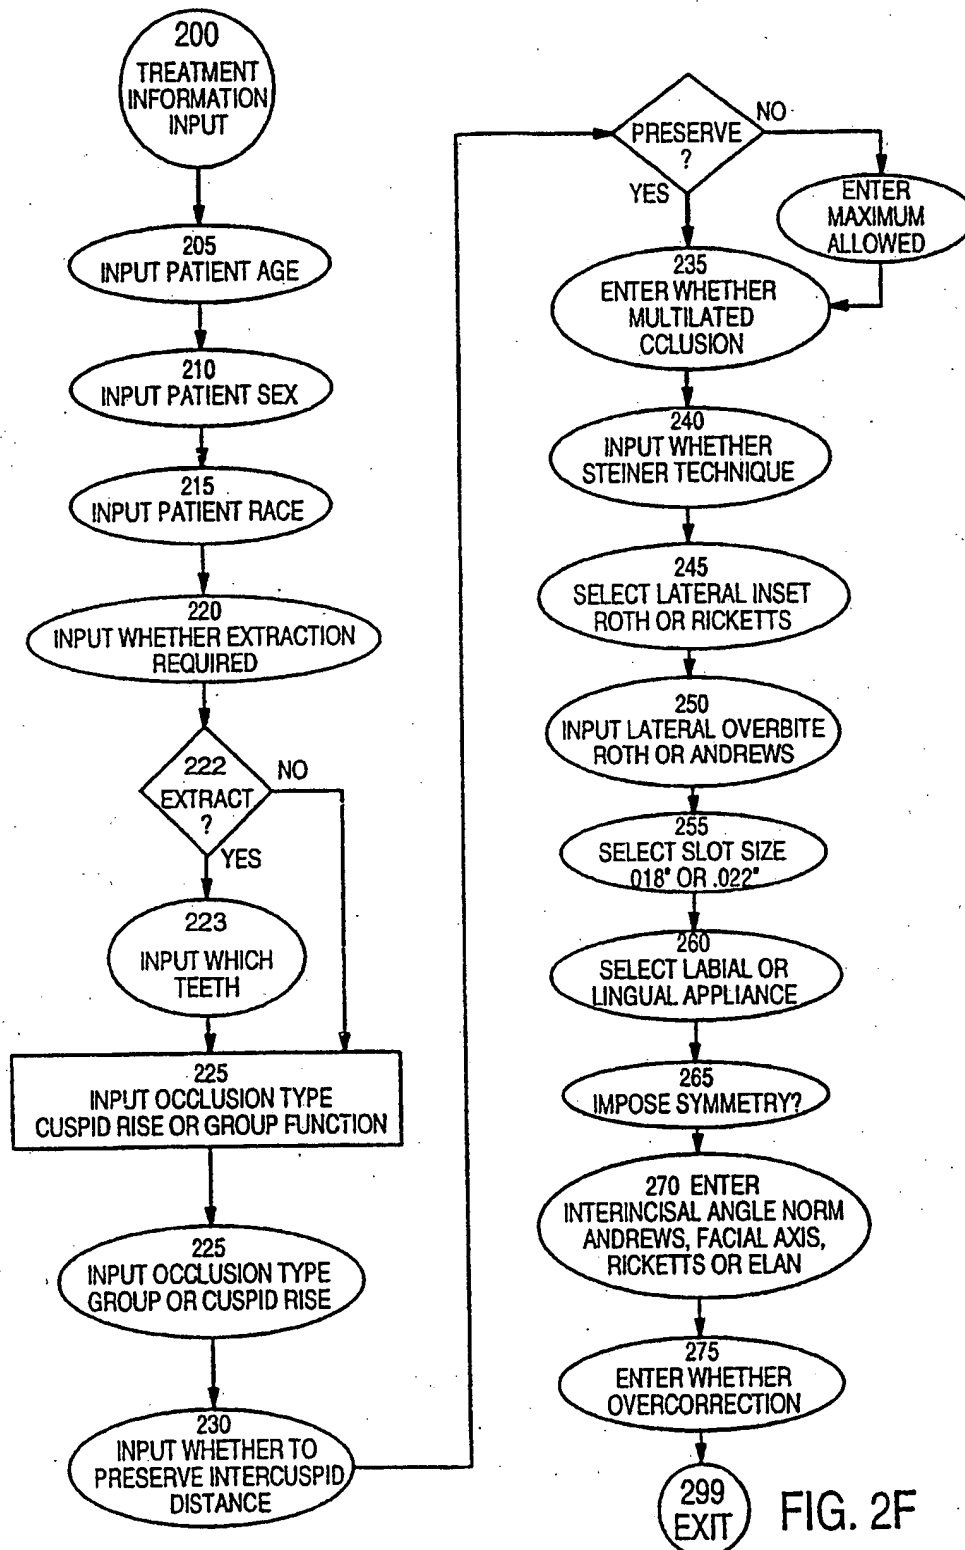 200
TREATMENT
INFORMATION
INPUT
205
INPUT PATIENT AGE
210
INPUT PATIENT SEX
215
INPUT PATIENT RACE
220
INPUT WHETHER EXTRACTION
REQUIRED
222
EXTRACT
?
NO
YES
223
INPUT WHICH
TEETH
225
INPUT OCCLUSION TYPE
CUSPID RISE OR GROUP FUNCTION
225
INPUT OCCLUSION TYPE
GROUP OR CUSPID RISE
230
INPUT WHETHER TO
PRESERVE INTERCUSPID
DISTANCE
PRESERVE
?
NO
YES
ENTER
MAXIMUM
ALLOWED
235
ENTER WHETHER
MULTILATED
CCLUSION
240
INPUT WHETHER
STEINER TECHNIQUE
245
SELECT LATERAL INSET
ROTH OR RICKETTS
250
INPUT LATERAL OVERBITE
ROTH OR ANDREWS
255
SELECT SLOT SIZE
.018" OR .022"
260
SELECT LABIAL OR
LINGUAL APPLIANCE
265
IMPOSE SYMMETRY?
270 ENTER
INTERINCISAL ANGLE NORM
ANDREWS, FACIAL AXIS,
RICKETTS OR ELAN
275
ENTER WHETHER
OVERCORRECTION
299
EXIT
FIG. 2F